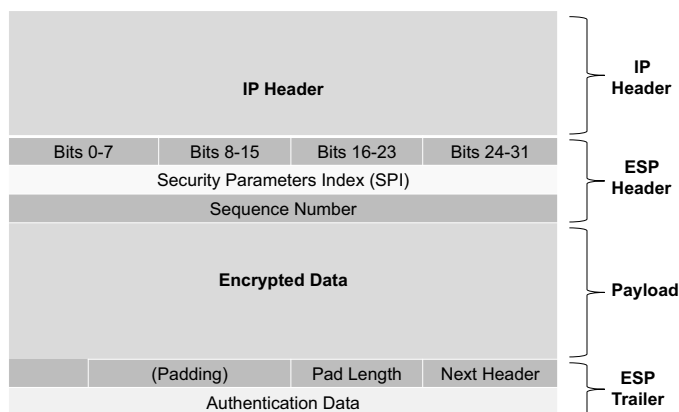 IP Header
IP
Header
Bits 0-7 Bits 8-15 Bits 16-23 Bits 24-31
Security Parameters Index (SPI)
Sequence Number
ESP
Header
Encrypted Data
Payload
(Padding) Pad Length Next Header
Authentication Data
ESP
Trailer